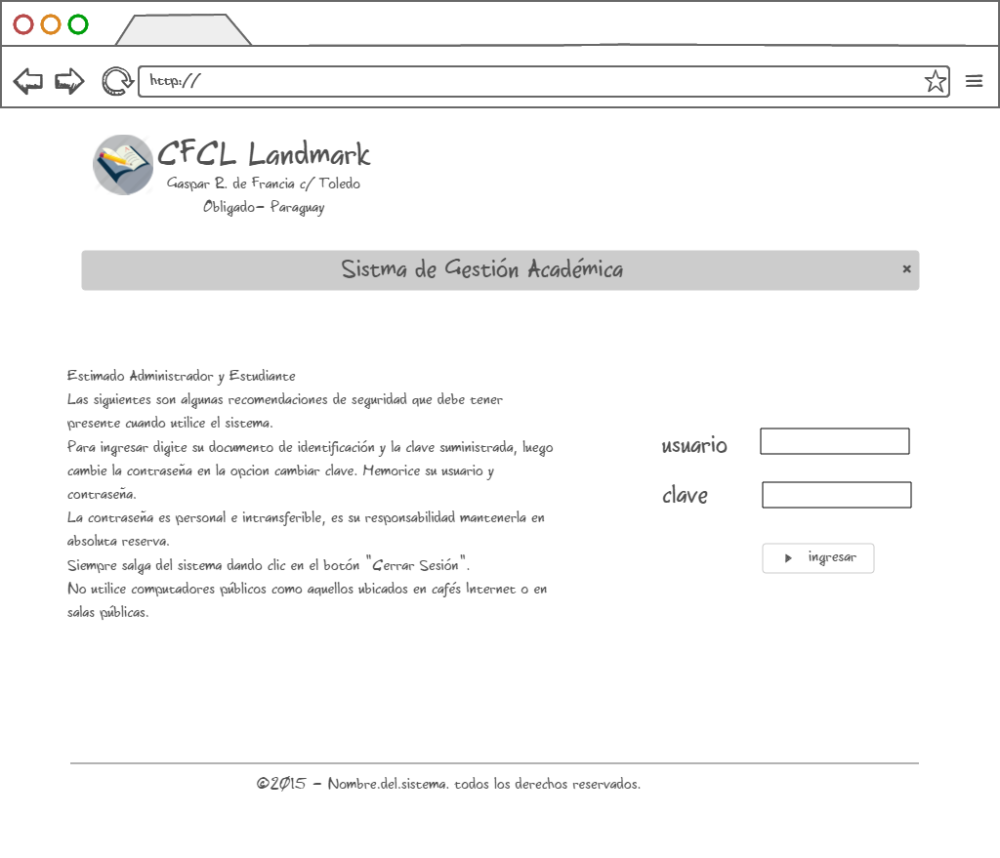 http://
CFCL Landmark
Gaspar R. de Francia c/ Toledo
Obligado- Paraguay
Sistma de Gestión Académica
Estimado Administrador y Estudiante
Las siguientes son algunas recomendaciones de seguridad que debe tener
presente cuando utilice el sistema.
Para ingresar digite su documento de identificación y la clave suministrada, luego
cambie la contraseña en la opcion cambiar clave. Memorice su usuario y
contraseña.
La contraseña es personal e intransferible, es su responsabilidad mantenerla en
absoluta reserva.
Siempre salga del sistema dando clic en el botón "Cerrar Sesión".
No utilice computadores públicos como aquellos ubicados en cafés Internet o en
salas públicas.
usuario
clave
ingresar
©2015 - Nombre.del.sistema. todos los derechos reservados.